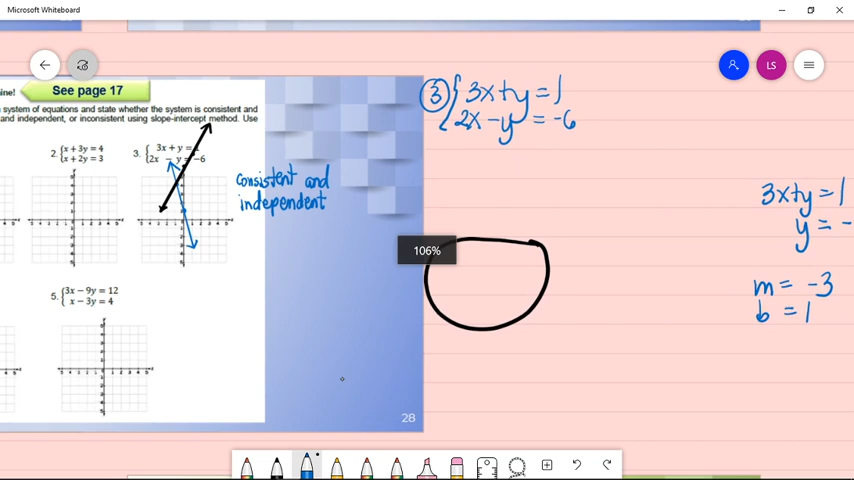 Microsoft Whiteboard
LS
ine!
See page 17
system of equations and state whether the system is consistent and
and independent, or inconsistent using slope-intercept method. Use
2. {x + 3y = 4
x + 2y = 3
3. { 3x + y =
2x - y = -6
consistent and
independent
5. {3x - 9y = 12
x - 3y = 4
28
③ { 3x+y = 1
2x-y = -6
106%
3x+y = 1
y = -
m = -3
b = 1